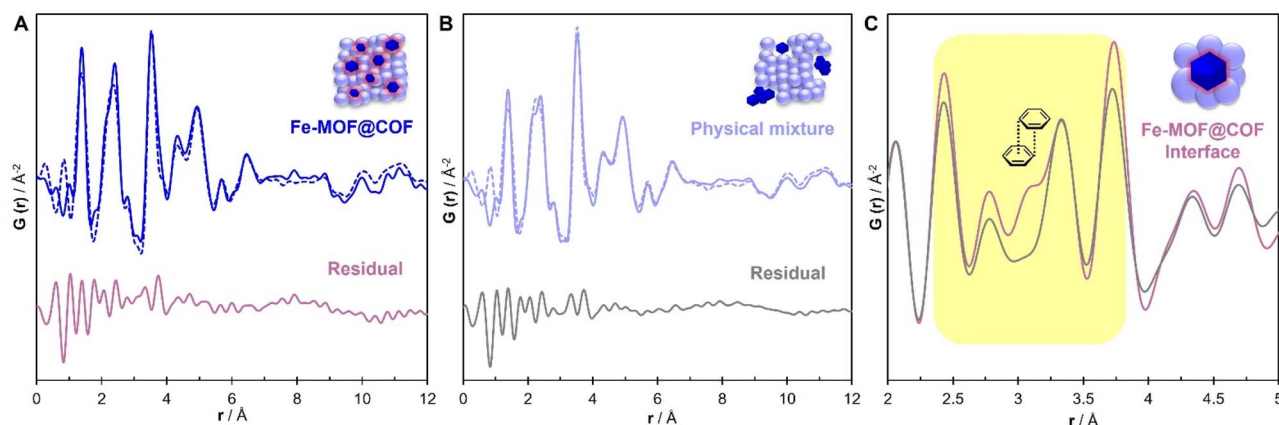 A
Fe-MOF@COF
Residual
G (r) / Å-2
0 2 4 6 8 10 12
r / Å
B
Physical mixture
Residual
G (r) / Å-2
0 2 4 6 8 10 12
r / Å
C
Fe-MOF@COF
Interface
G (r) / Å-2
2 2.5 3 3.5 4 4.5 5
r / Å